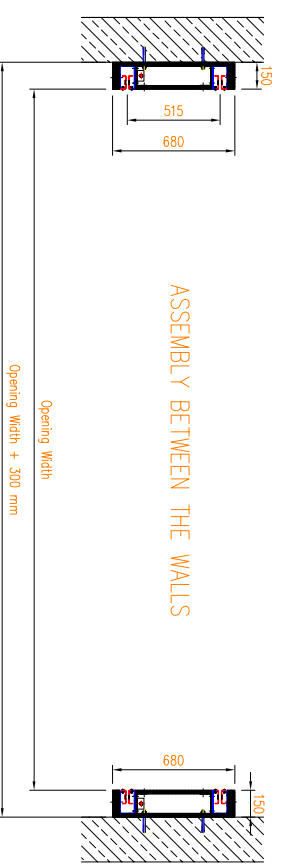 150
515
680
ASSEMBLY BETWEEN THE WALLS
Opening Width
Opening Width + 300 mm
680
150